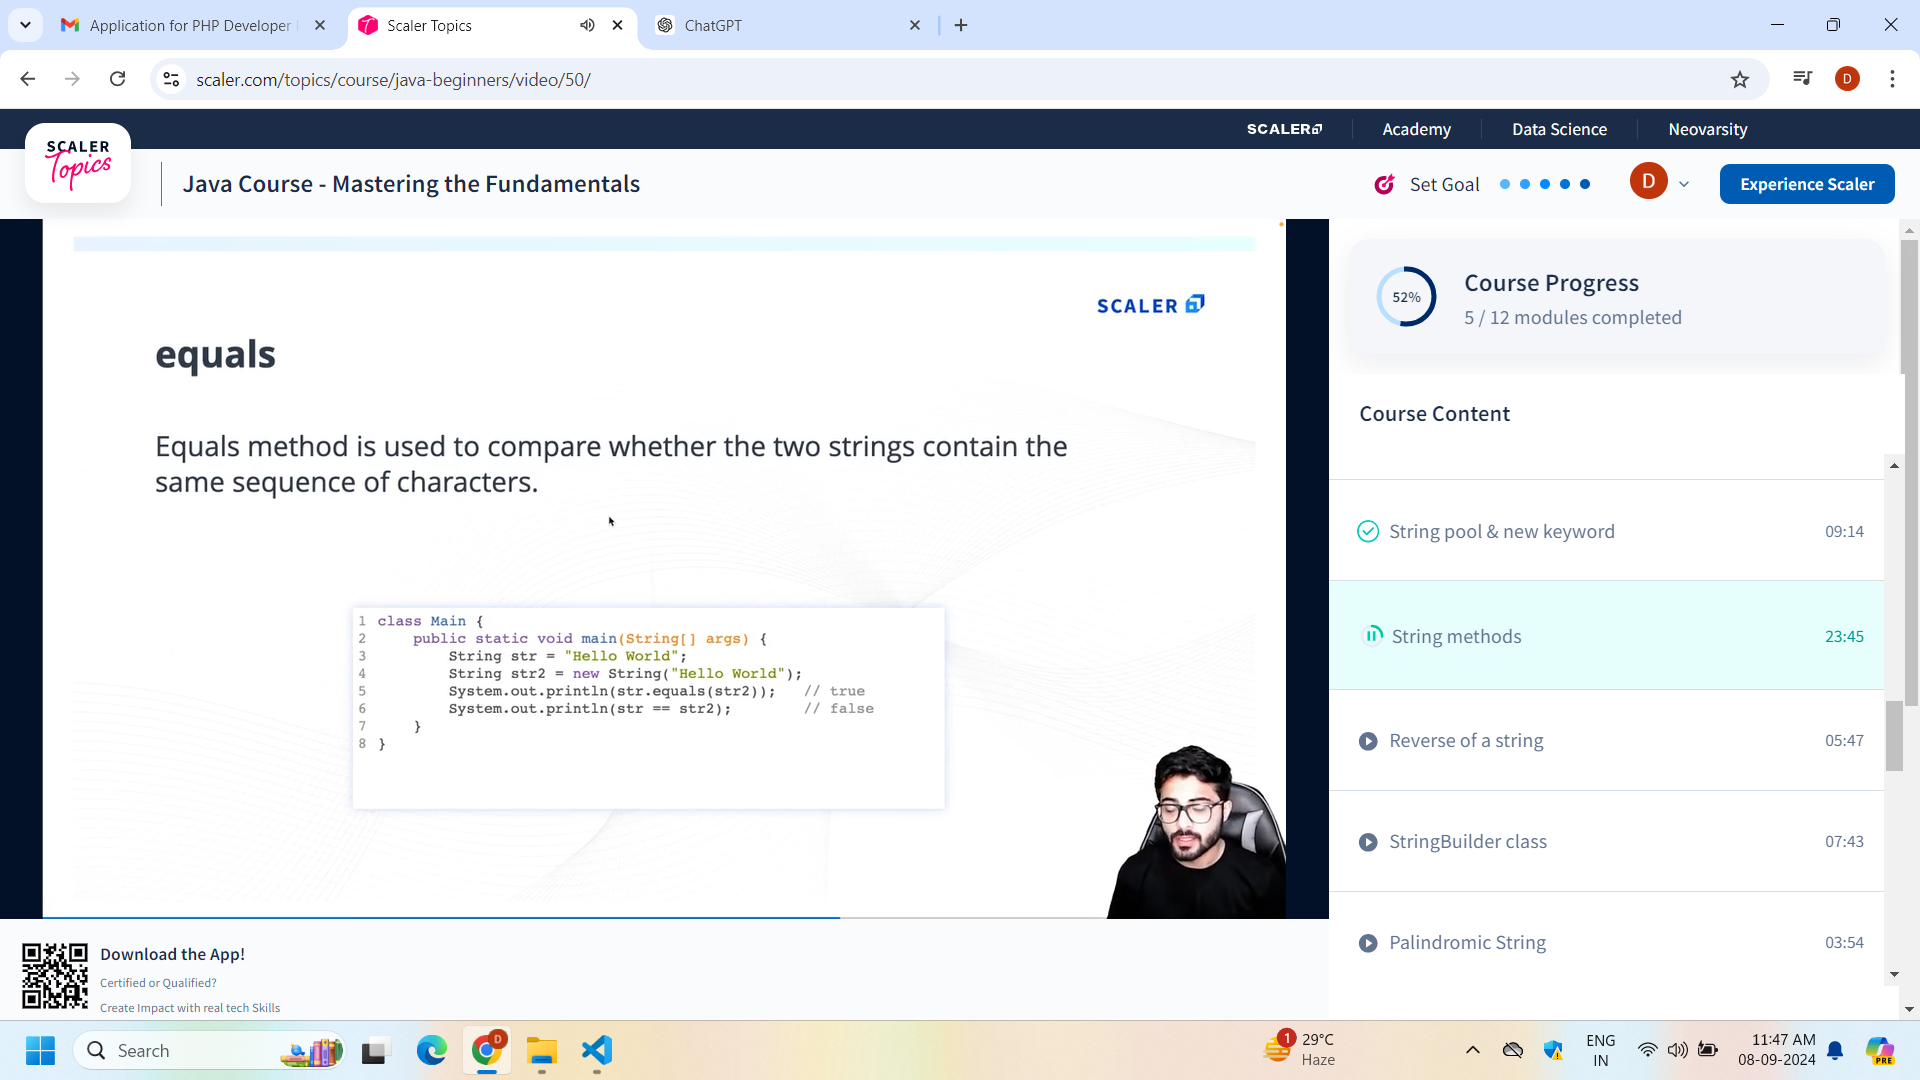 Application for PHP Developer
Scaler Topics
ChatGPT
scaler.com/topics/course/java-beginners/video/50/
D
SCALER
Academy
Data Science
Neovarsity
SCALER
Topics
Java Course - Mastering the Fundamentals
Set Goal
D
Experience Scaler
SCALER
equals
Equals method is used to compare whether the two strings contain the
same sequence of characters.
1 class Main {
2     public static void main(String[] args) {
3         String str = "Hello World";
4         String str2 = new String("Hello World");
5         System.out.println(str.equals(str2));   // true
6         System.out.println(str == str2);        // false
7     }
8 }
52%
Course Progress
5 / 12 modules completed
Course Content
String pool & new keyword 09:14
String methods 23:45
Reverse of a string 05:47
StringBuilder class 07:43
Palindromic String 03:54
Download the App!
Certified or Qualified?
Create Impact with real tech Skills
Search
D
1
29°C
Haze
ENG
IN
11:47 AM
08-09-2024
PRE